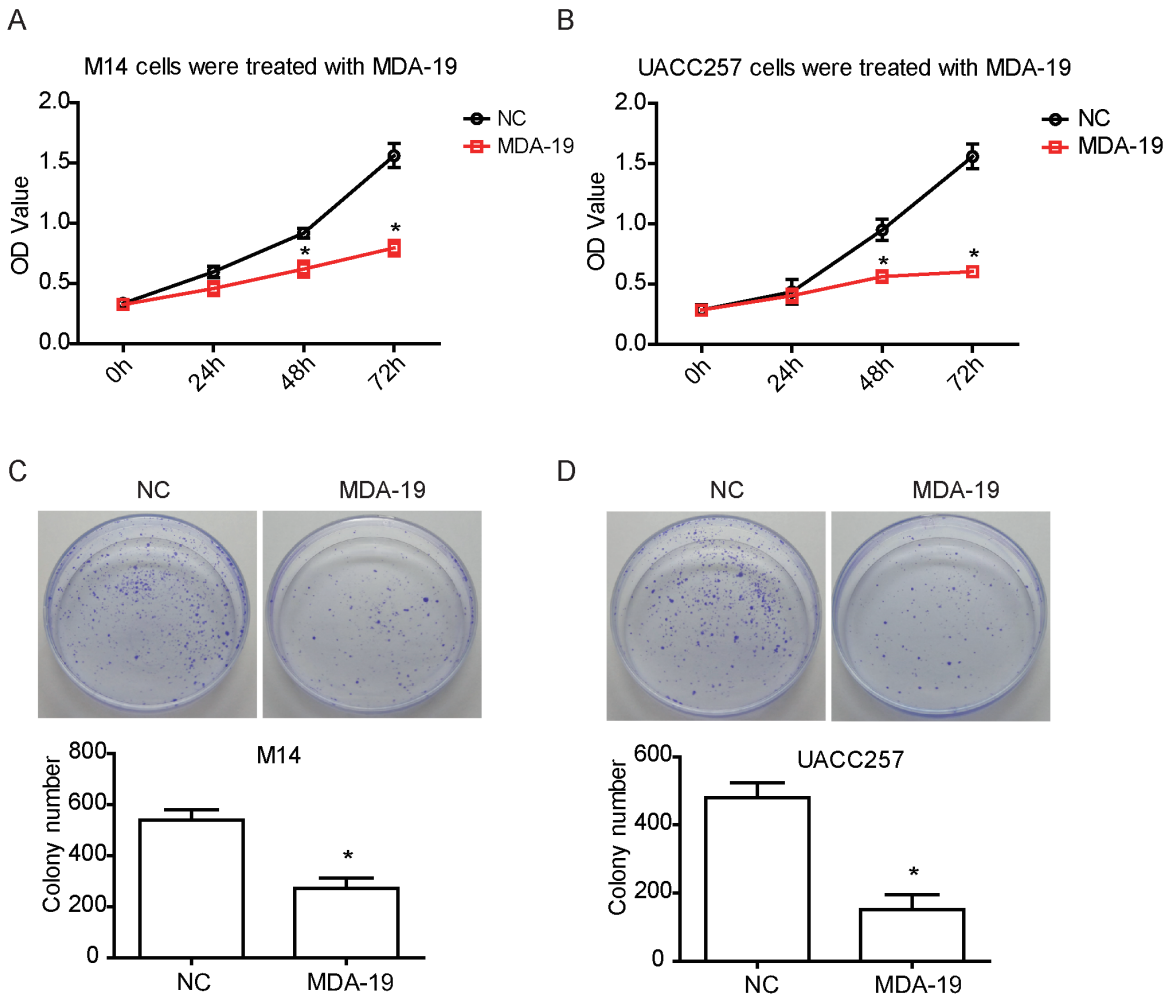 A
M14 cells were treated with MDA-19
2.0
1.5
1.0
0.5
0.0
OD Value
0h
24h
48h
72h
NC
MDA-19
*
*
B
UACC257 cells were treated with MDA-19
2.0
1.5
1.0
0.5
0.0
OD Value
0h
24h
48h
72h
NC
MDA-19
*
*
C
NC
MDA-19
M14
800
600
400
200
0
Colony number
*
NC
MDA-19
D
NC
MDA-19
UACC257
600
400
200
0
Colony number
*
NC
MDA-19